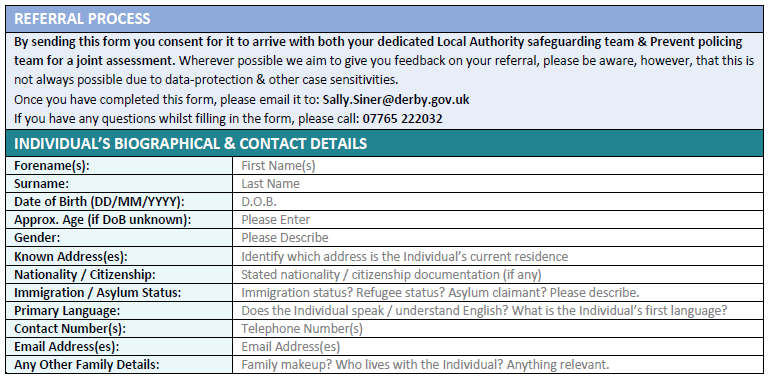 REFERRAL PROCESS
By sending this form you consent for it to arrive with both your dedicated Local Authority safeguarding team & Prevent policing
team for a joint assessment. Wherever possible we aim to give you feedback on your referral, please be aware, however, that this is
not always possible due to data-protection & other case sensitivities.
Once you have completed this form, please email it to: Sally.Siner@derby.gov.uk
If you have any questions whilst filling in the form, please call: 07765 222032
INDIVIDUAL'S BIOGRAPHICAL & CONTACT DETAILS
Forename(s): First Name(s)
Surname: Last Name
Date of Birth (DD/MM/YYYY): D.O.B.
Approx. Age (if DoB unknown): Please Enter
Gender: Please Describe
Known Address(es): Identify which address is the Individual's current residence
Nationality / Citizenship: Stated nationality / citizenship documentation (if any)
Immigration / Asylum Status: Immigration status? Refugee status? Asylum claimant? Please describe.
Primary Language: Does the Individual speak / understand English? What is the Individual's first language?
Contact Number(s): Telephone Number(s)
Email Address(es): Email Address(es)
Any Other Family Details: Family makeup? Who lives with the Individual? Anything relevant.